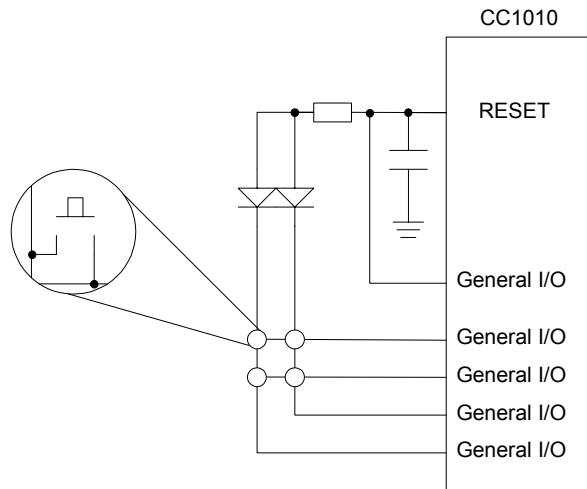 CC1010
RESET
General I/O
General I/O
General I/O
General I/O
General I/O